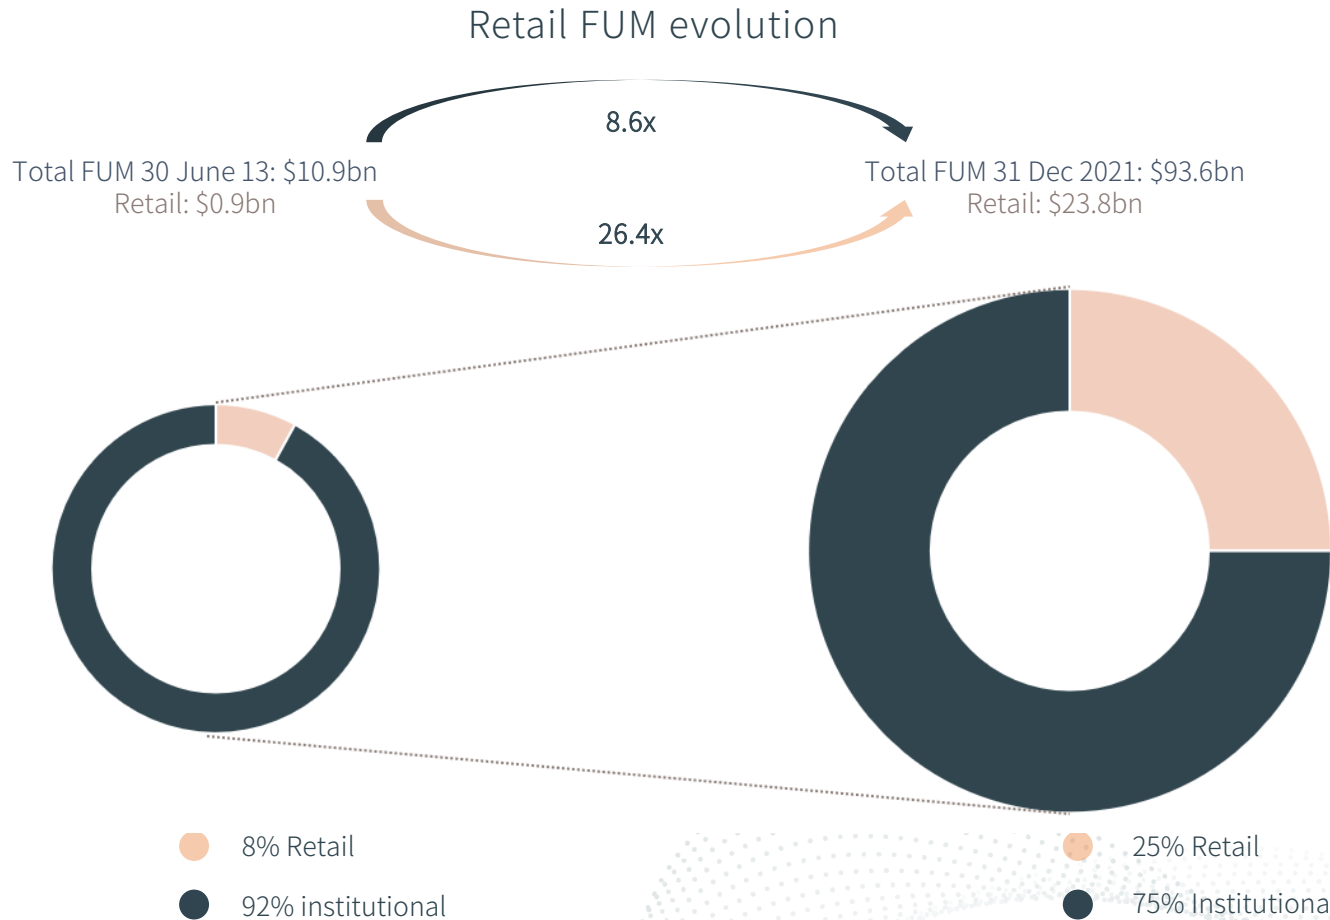 Retail FUM evolution
8.6x
Total FUM 30 June 13: $10.9bn
Retail: $0.9bn
Total FUM 31 Dec 2021: $93.6bn
Retail: $23.8bn
26.4x
8% Retail
92% institutional
25% Retail
75% Institutiona